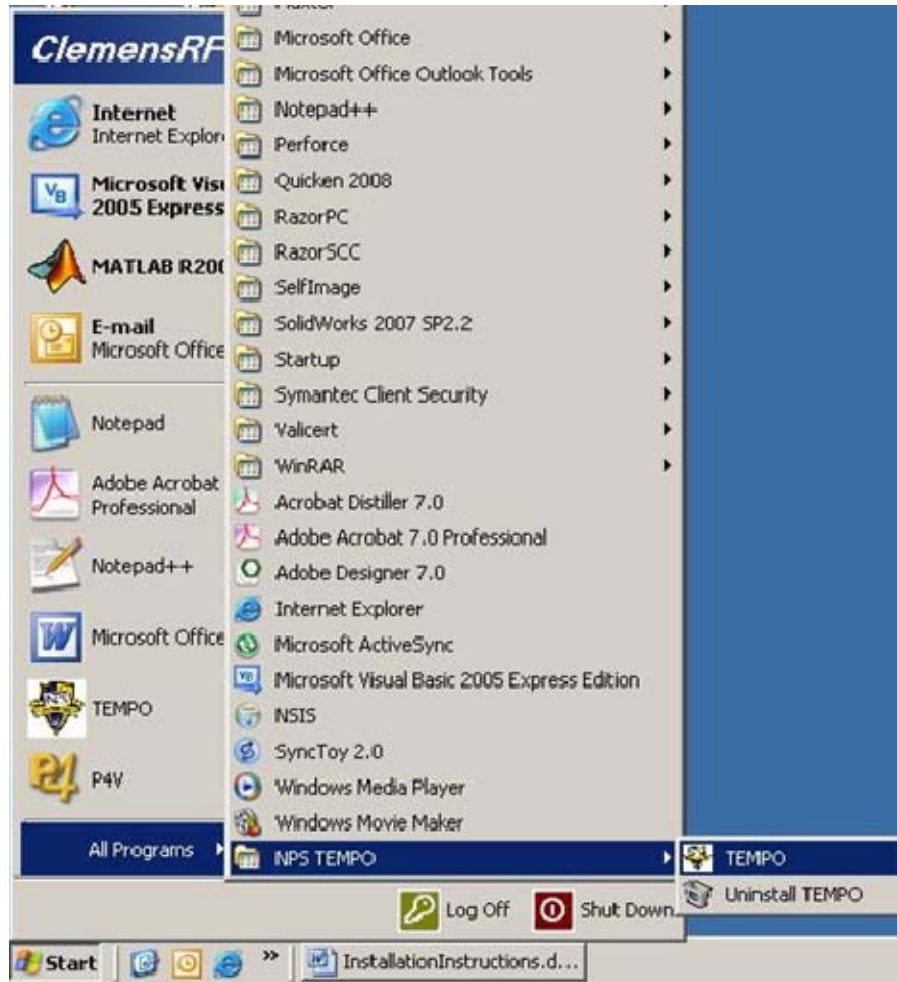 ClemensRF
Internet
Internet Explor
Microsoft Visu
2005 Express
MATLAB R200
E-mail
Microsoft Office
Notepad
Adobe Acrobat
Professional
Notepad++
Microsoft Office
TEMPO
P4V
All Programs
Microsoft Office
Microsoft Office Outlook Tools
Notepad++
Perforce
Quicken 2008
RazorPC
RazorSCC
SelfImage
SolidWorks 2007 SP2.2
Startup
Symantec Client Security
Valicert
WinRAR
Acrobat Distiller 7.0
Adobe Acrobat 7.0 Professional
Adobe Designer 7.0
Internet Explorer
Microsoft ActiveSync
Microsoft Visual Basic 2005 Express Edition
NSIS
SyncToy 2.0
Windows Media Player
Windows Movie Maker
NPS TEMPO
TEMPO
Uninstall TEMPO
Log Off
Shut Down
Start
InstallationInstructions.d...